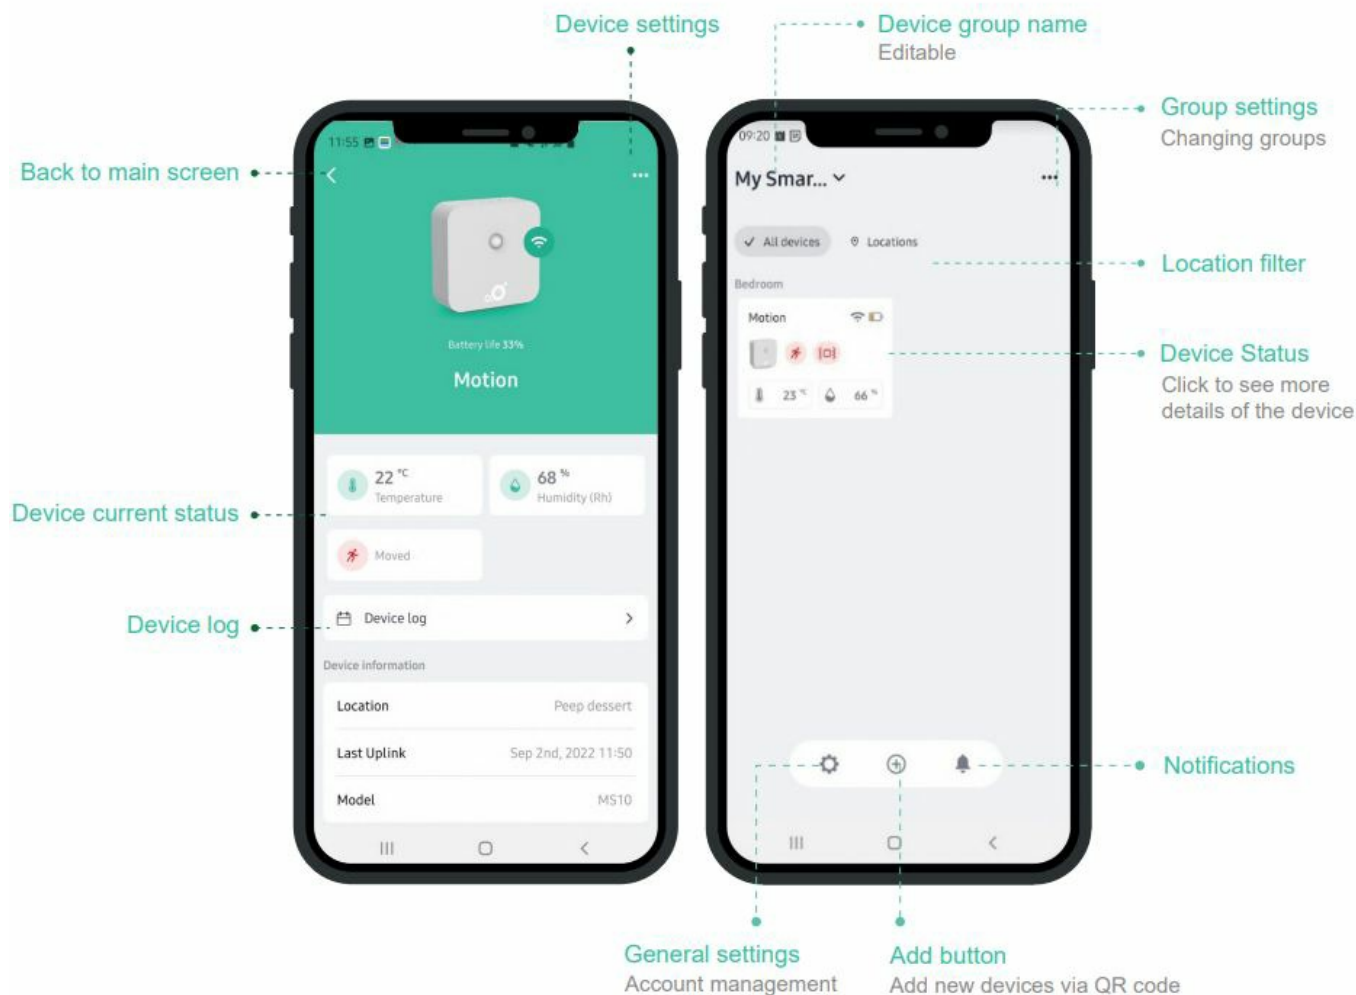 Device settings
Device group name
Editable
Group settings
Changing groups
Back to main screen
11:55
Battery life 33%
Motion
Device current status
22 °C
Temperature
68 %
Humidity (Rh)
Moved
Device log
Device log
Device information
Location Peep dessert
Last Uplink Sep 2nd, 2022 11:50
Model MS10
09:20
My Smar...
All devices
Locations
Location filter
Bedroom
Motion
23 °C
66 %
Device Status
Click to see more
details of the device
Notifications
General settings
Account management
Add button
Add new devices via QR code